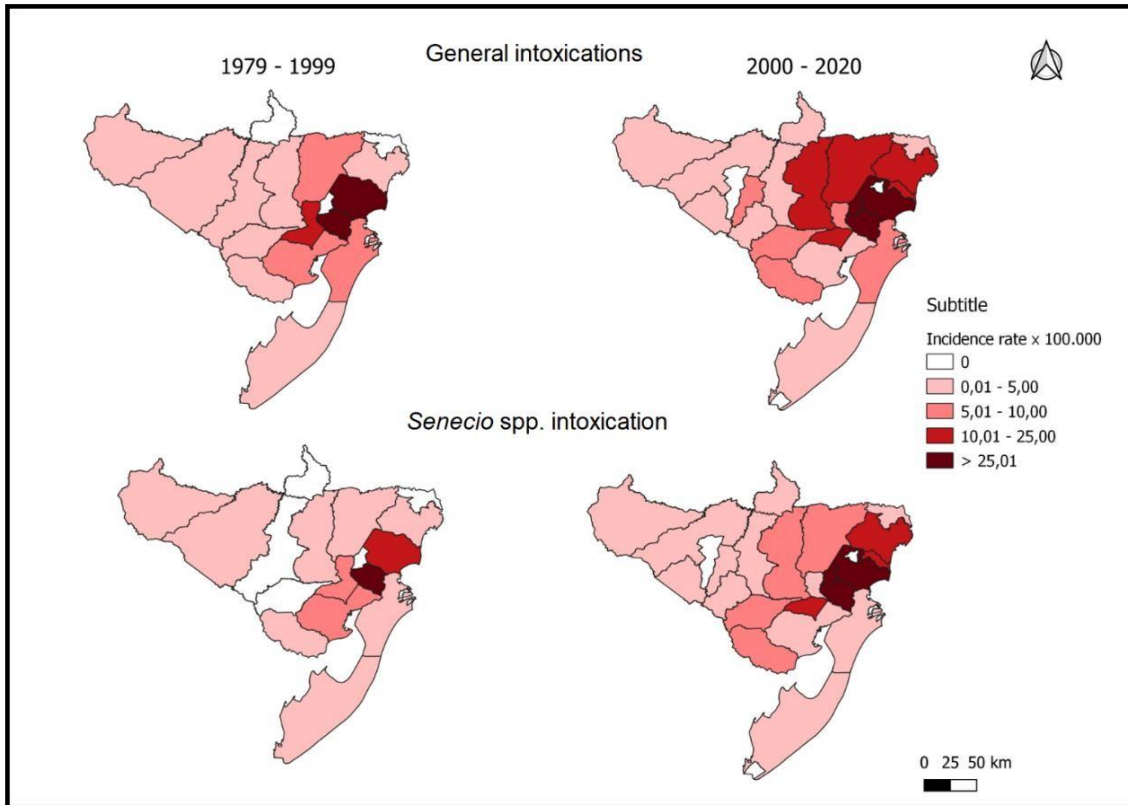 General intoxications
1979 - 1999
2000 - 2020
Subtitle
Incidence rate x 100.000
0
0,01 - 5,00
5,01 - 10,00
10,01 - 25,00
> 25,01
Senecio spp. intoxication
0 25 50 km